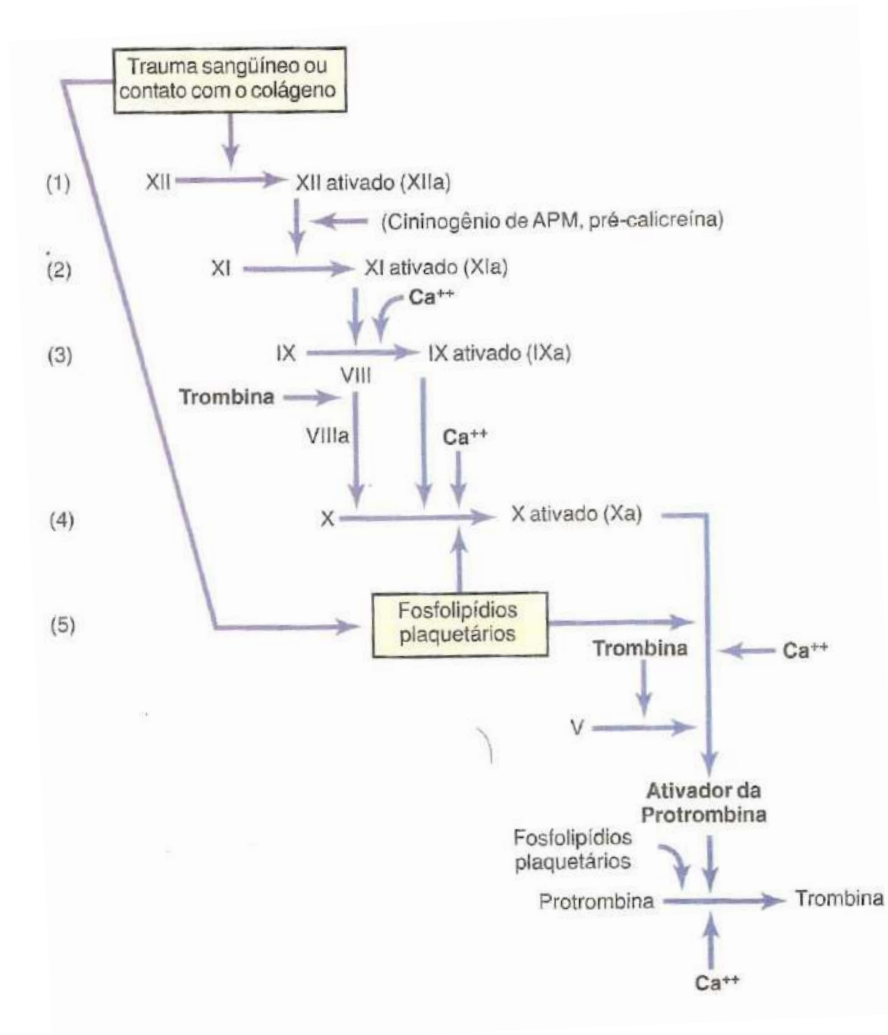 Trauma sangüíneo ou
contato com o colágeno
(1) XII XII ativado (XIIa)
(Cininogênio de APM, pré-calicreína)
(2) XI XI ativado (XIa)
Ca++
(3) IX IX ativado (IXa)
VIII
Trombina
VIIIa Ca++
(4) X X ativado (Xa)
(5) Fosfolipídios
plaquetários
Trombina Ca++
V
Ativador da
Protrombina
Fosfolipídios
plaquetários
Protrombina Trombina
Ca++